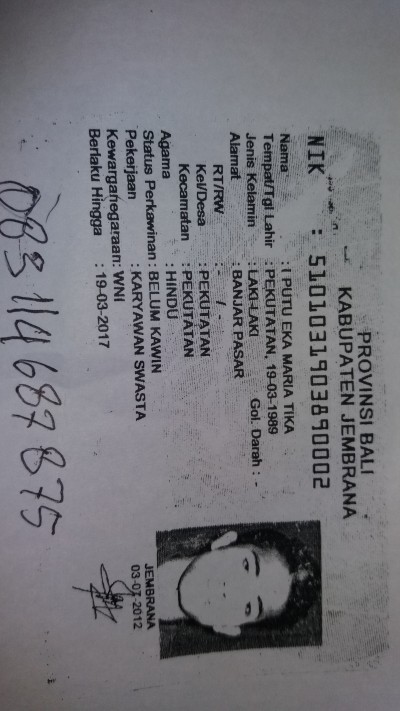 PROVINSI BALI
KABUPATEN JEMBRANA
NIK : 5101031903890002
Nama : I PUTU EKA MARIA TIKA
Tempat/Tgl Lahir : PEKUTATAN, 19-03-1989
Jenis Kelamin : LAKI-LAKI Gol. Darah : -
Alamat : BANJAR PASAR
RT/RW : - / -
Kel/Desa : PEKUTATAN
Kecamatan : PEKUTATAN
Agama : HINDU
Status Perkawinan : BELUM KAWIN
Pekerjaan : KARYAWAN SWASTA
Kewarganegaraan : WNI
Berlaku Hingga : 19-03-2017
JEMBRANA
03-07-2012
083114687875